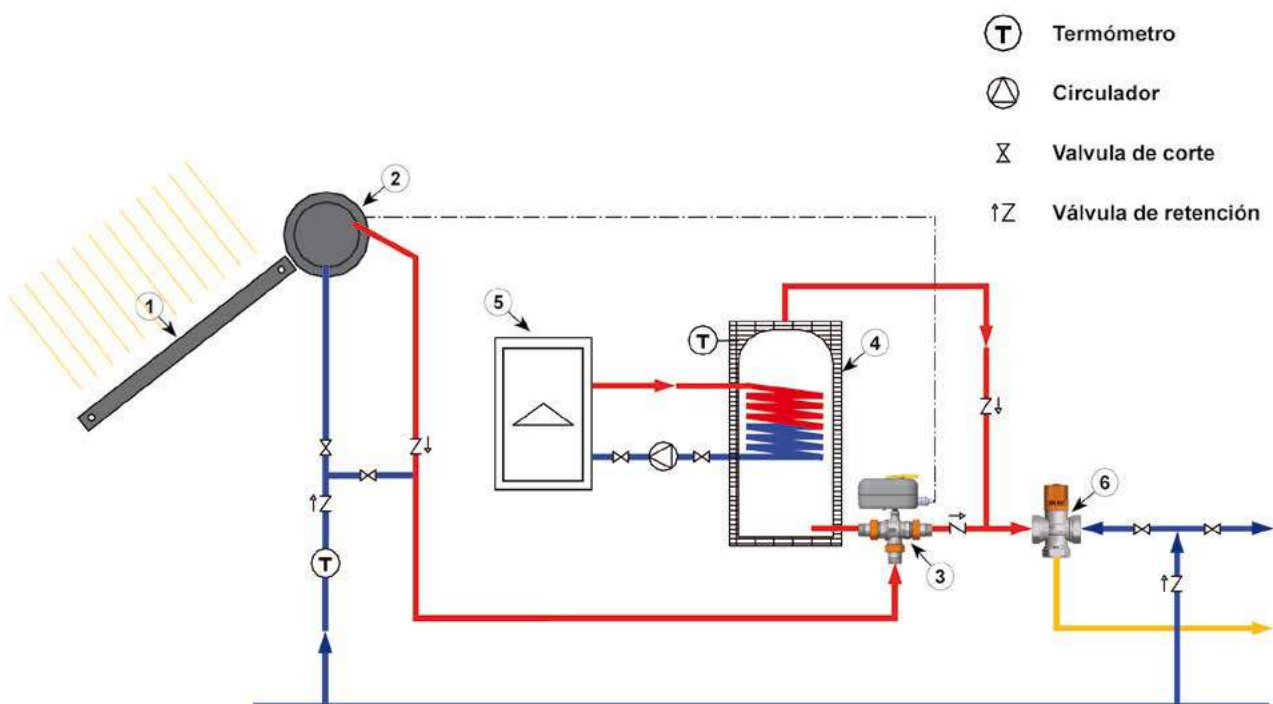 T Termómetro
Circulador
Valvula de corte
Válvula de retención
2
1
5
T
4
T
3
6